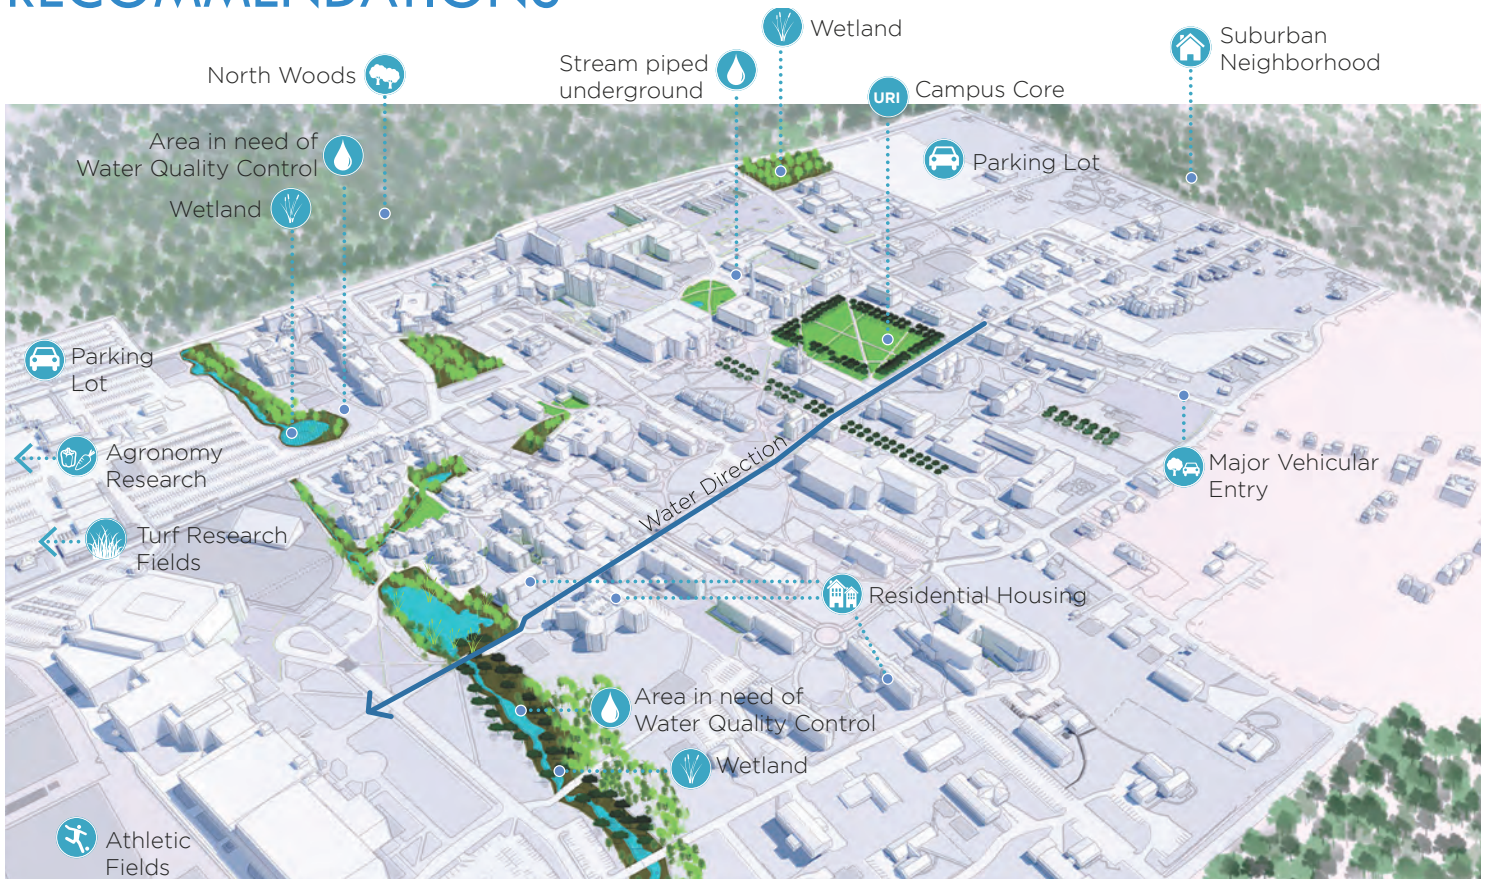 RECOMMENDATIONS
Wetland
Suburban
Neighborhood
Stream piped
underground
North Woods
URI
Campus Core
Area in need of
Water Quality Control
Parking Lot
Wetland
Parking
Lot
Agronomy
Research
Water Direction
Major Vehicular
Entry
Turf Research
Fields
Residential Housing
Area in need of
Water Quality Control
Wetland
Athletic
Fields